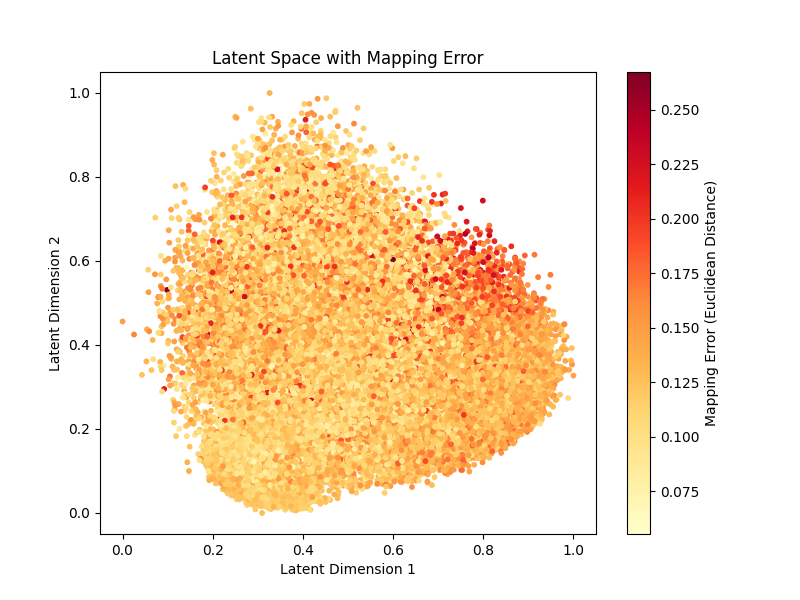 Latent Space with Mapping Error
1.0
0.8
0.6
0.4
0.2
0.0
Latent Dimension 2
0.0 0.2 0.4 0.6 0.8 1.0
Latent Dimension 1
0.250
0.225
0.200
0.175
0.150
0.125
0.100
0.075
Mapping Error (Euclidean Distance)